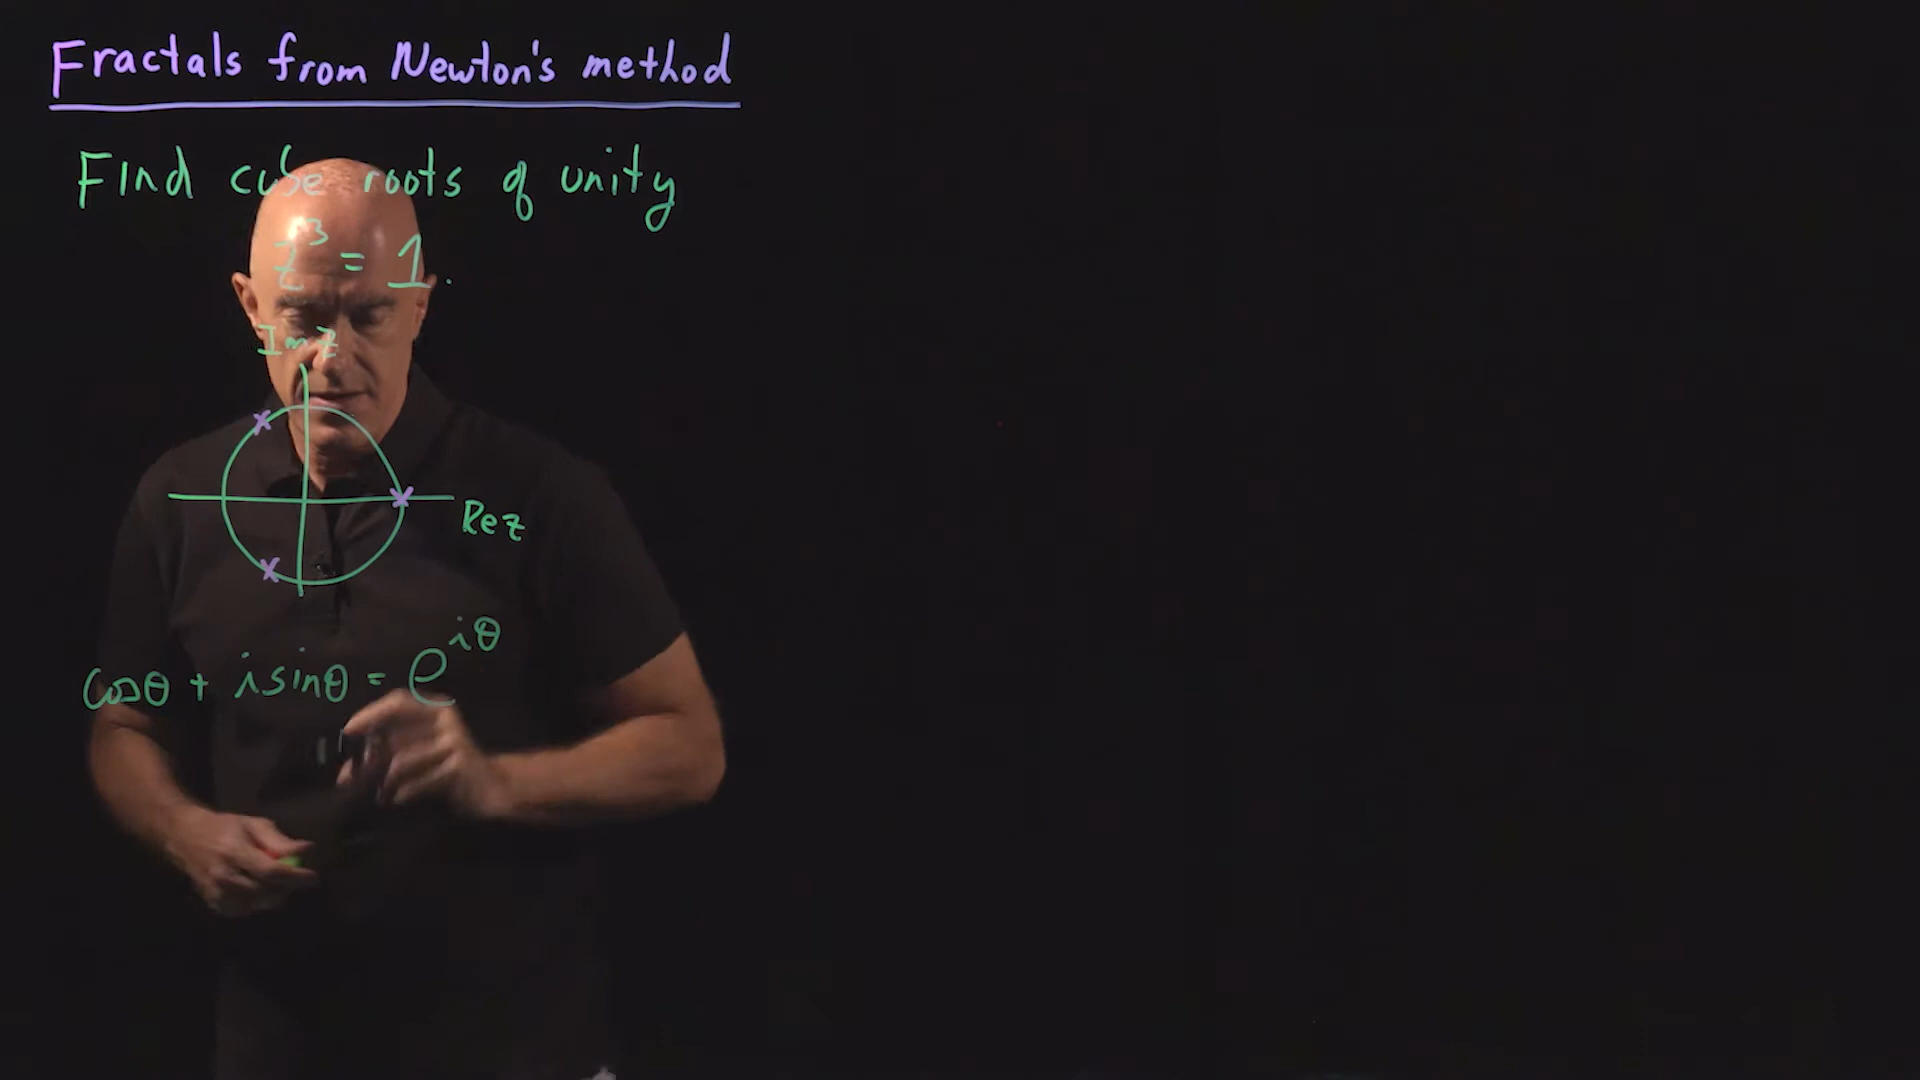 Fractals from Newton's method
Find cube roots of unity
z³ = 1.
Im z
Re z
cosθ + i sinθ = e^{iθ}